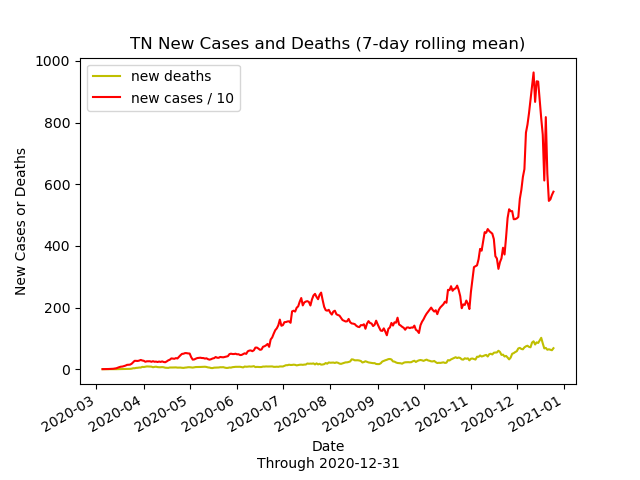 TN New Cases and Deaths (7-day rolling mean)
new deaths
new cases / 10
New Cases or Deaths
1000
800
600
400
200
0
2020-03
2020-04
2020-05
2020-06
2020-07
2020-08
2020-09
2020-10
2020-11
2020-12
2021-01
Date
Through 2020-12-31